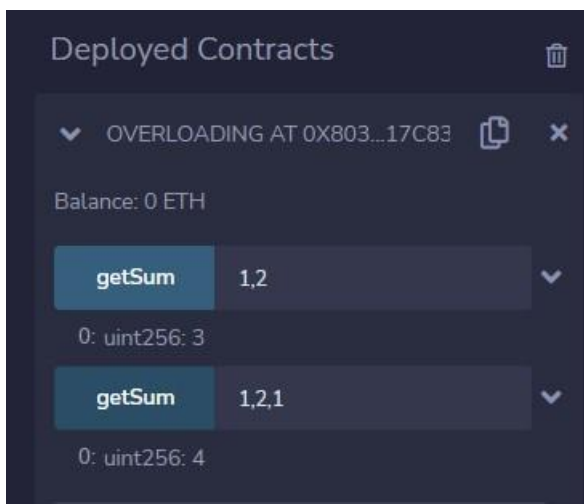 Deployed Contracts
OVERLOADING AT 0X803...17C83
Balance: 0 ETH
getSum 1,2
0: uint256: 3
getSum 1,2,1
0: uint256: 4